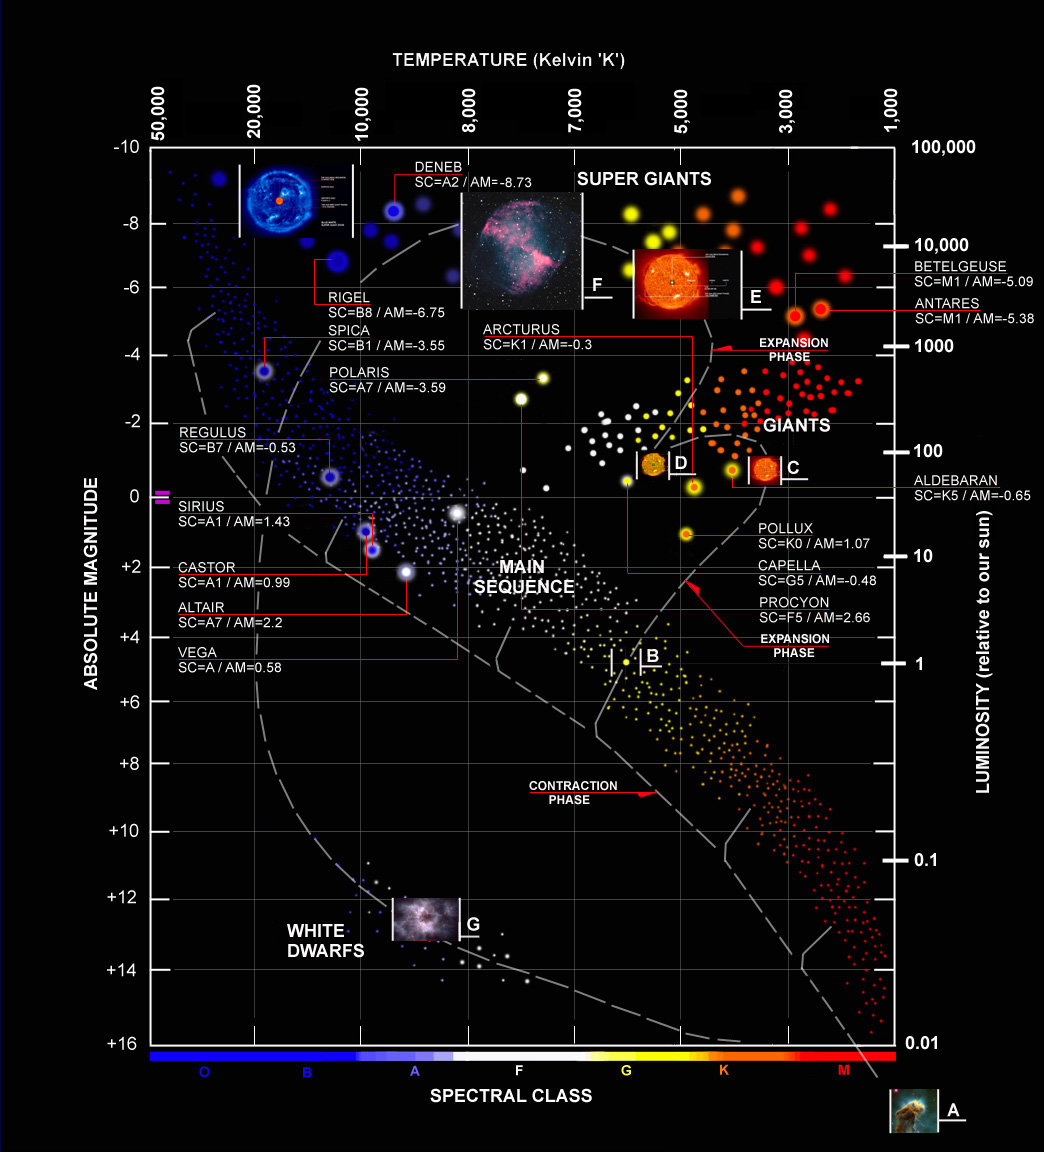 TEMPERATURE (Kelvin 'K')
50,000
20,000
10,000
8,000
7,000
5,000
3,000
1,000
-10
100,000
DENEB
SC=A2 / AM=-8.73
SUPER GIANTS
-8
10,000
BETELGEUSE
SC=M1 / AM=-5.09
F
E
-6
RIGEL
SC=B8 / AM=-6.75
ANTARES
SC=M1 / AM=-5.38
SPICA
SC=B1 / AM=-3.55
ARCTURUS
SC=K1 / AM=-0.3
EXPANSION
PHASE
1000
-4
POLARIS
SC=A7 / AM=-3.59
-2
GIANTS
REGULUS
SC=B7 / AM=-0.53
100
D
C
ALDEBARAN
SC=K5 / AM=-0.65
0
SIRIUS
SC=A1 / AM=1.43
POLLUX
SC=K0 / AM=1.07
10
CASTOR
SC=A1 / AM=0.99
+2
MAIN
SEQUENCE
CAPELLA
SC=G5 / AM=-0.48
ALTAIR
SC=A7 / AM=2.2
PROCYON
SC=F5 / AM=2.66
+4
EXPANSION
PHASE
VEGA
SC=A / AM=0.58
B
1
ABSOLUTE MAGNITUDE
LUMINOSITY (relative to our sun)
+6
+8
CONTRACTION
PHASE
+10
0.1
+12
WHITE
DWARFS
G
+14
+16
0.01
O
B
A
F
G
K
M
SPECTRAL CLASS
A